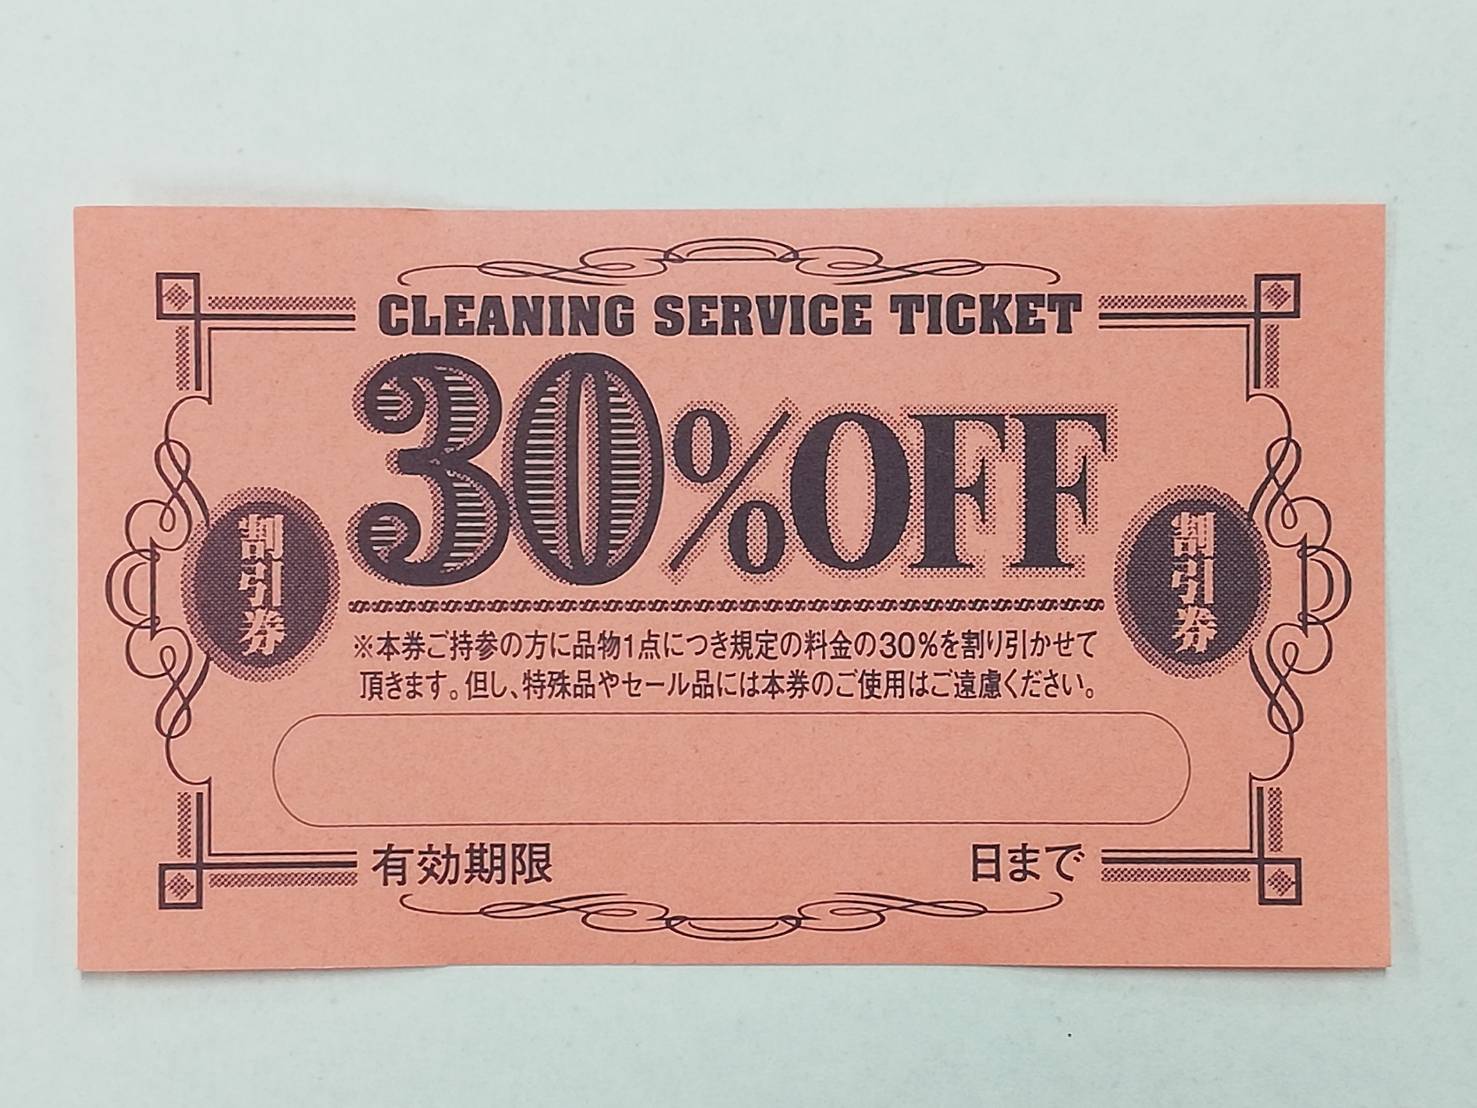 CLEANING SERVICE TICKET
30%OFF
割引券
割引券
※本券ご持参の方に品物1点につき規定の料金の30%を割り引かせて
頂きます。但し、特殊品やセール品には本券のご使用はご遠慮ください。
有効期限 日まで